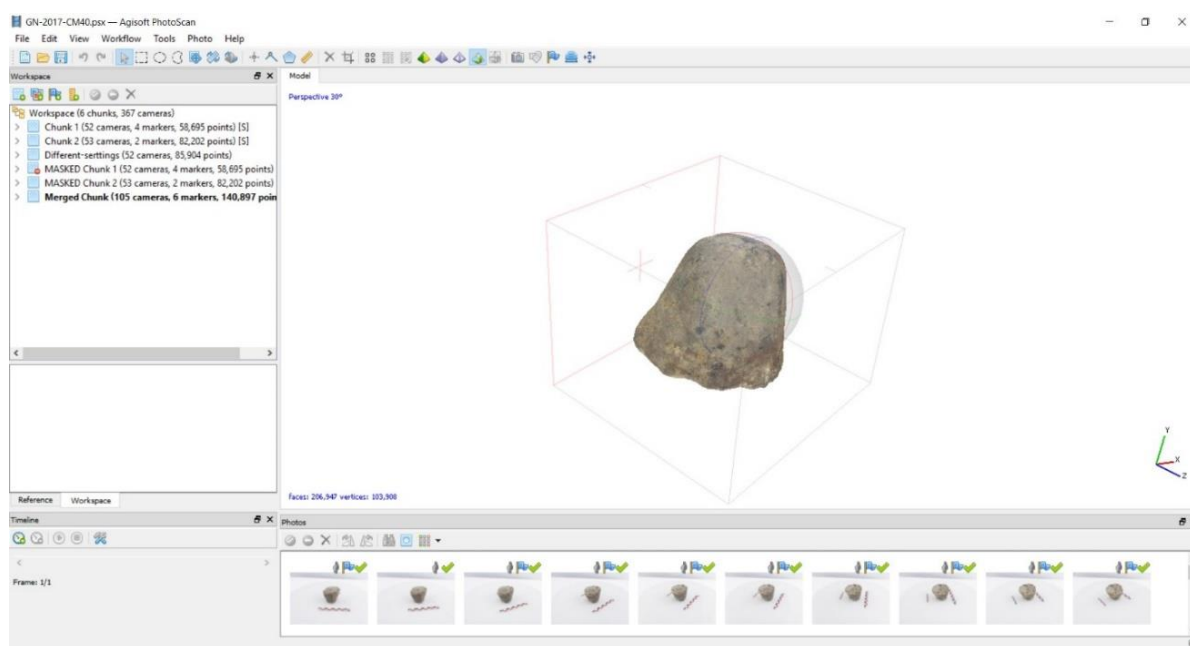 GN-2017-CM40.psx — Agisoft PhotoScan
File Edit View Workflow Tools Photo Help
Workspace
Model
Perspective 30°
Workspace (6 chunks, 367 cameras)
Chunk 1 (52 cameras, 4 markers, 58,695 points) [S]
Chunk 2 (53 cameras, 2 markers, 82,202 points) [S]
Different-serttings (52 cameras, 85,904 points)
MASKED Chunk 1 (52 cameras, 4 markers, 58,695 points)
MASKED Chunk 2 (53 cameras, 2 markers, 82,202 points)
Merged Chunk (105 cameras, 6 markers, 140,897 poin
Y
X
Z
faces: 206,947 vertices: 103,908
Reference Workspace
Timeline
Photos
Frame: 1/1